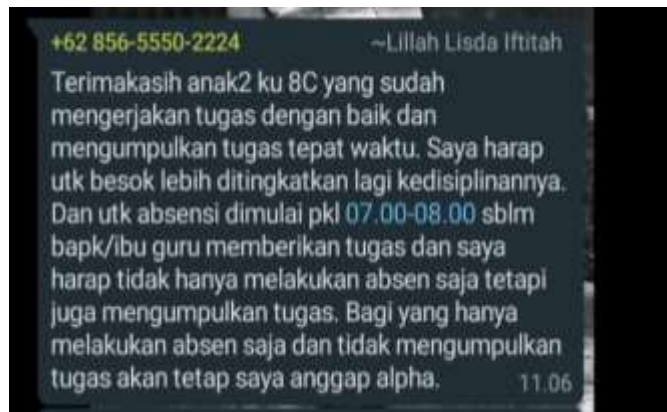 +62 856-5550-2224 ~Lillah Lisda Iftitah
Terimakasih anak2 ku 8C yang sudah
mengerjakan tugas dengan baik dan
mengumpulkan tugas tepat waktu. Saya harap
utk besok lebih ditingkatkan lagi kedisiplinannya.
Dan utk absensi dimulai pkl 07.00-08.00 sblm
bapk/ibu guru memberikan tugas dan saya
harap tidak hanya melakukan absen saja tetapi
juga mengumpulkan tugas. Bagi yang hanya
melakukan absen saja dan tidak mengumpulkan
tugas akan tetap saya anggap alpha. 11.06